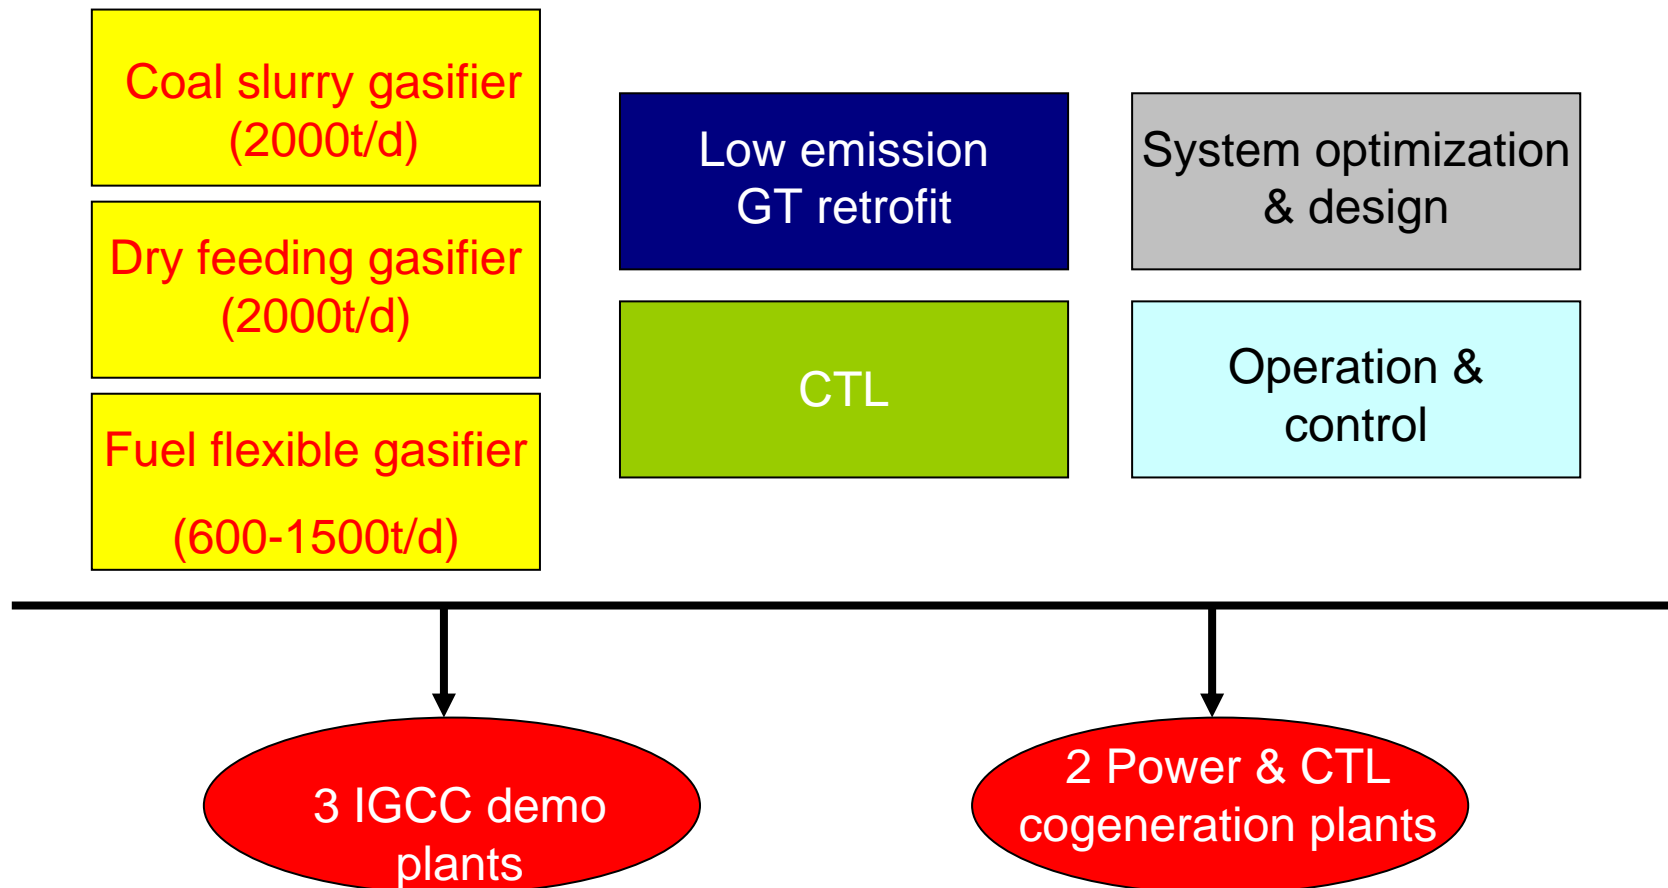 Coal slurry gasifier
(2000t/d)
Dry feeding gasifier
(2000t/d)
Fuel flexible gasifier
(600-1500t/d)
Low emission
GT retrofit
CTL
System optimization
& design
Operation &
control
3 IGCC demo
plants
2 Power & CTL
cogeneration plants